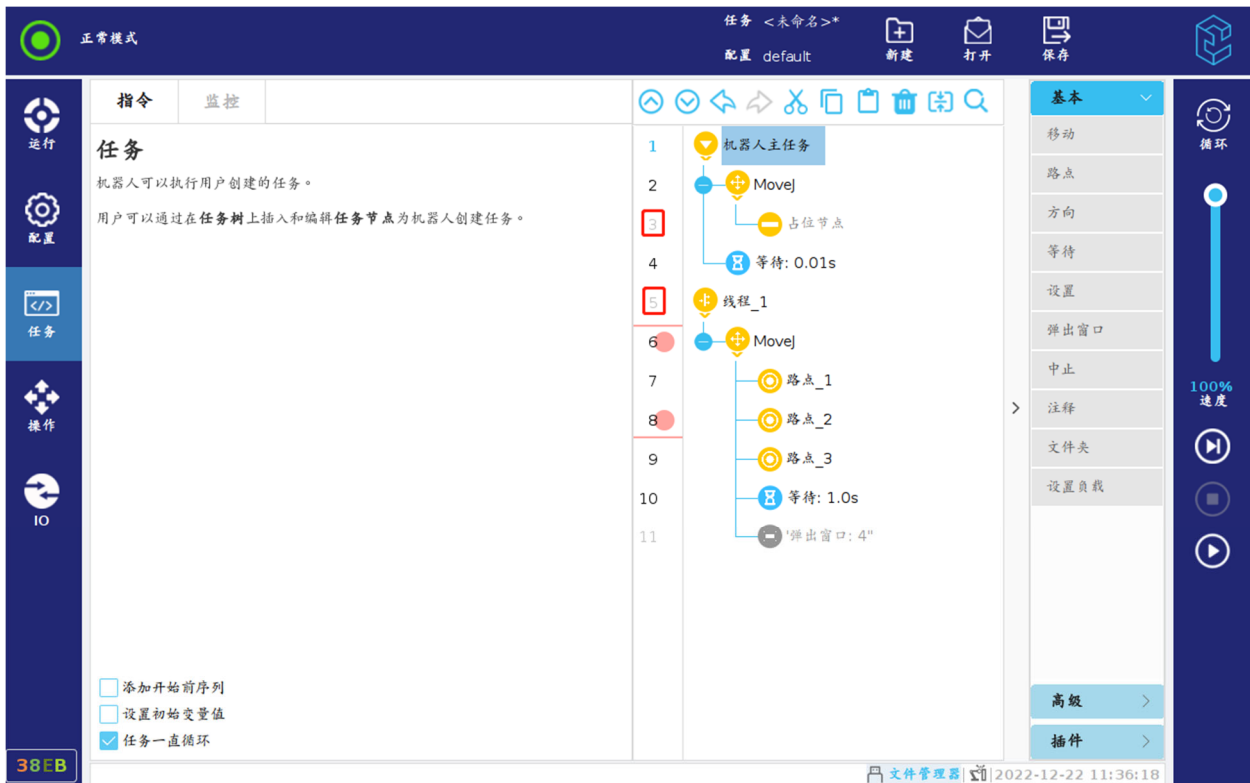 正常模式
任务 <未命名>*
配置 default
新建
打开
保存
运行
配置
任务
操作
IO
38EB
指令
监控
任务
机器人可以执行用户创建的任务。
用户可以通过在任务树上插入和编辑任务节点为机器人创建任务。
添加开始前序列
设置初始变量值
任务一直循环
1 机器人主任务
2 MoveJ
3 占位节点
4 等待: 0.01s
5 线程_1
6 MoveJ
7 路点_1
8 路点_2
9 路点_3
10 等待: 1.0s
11 '弹出窗口: 4"
基本
移动
路点
方向
等待
设置
弹出窗口
中止
注释
文件夹
设置负载
高级
插件
循环
100%
速度
文件管理器
2022-12-22 11:36:18